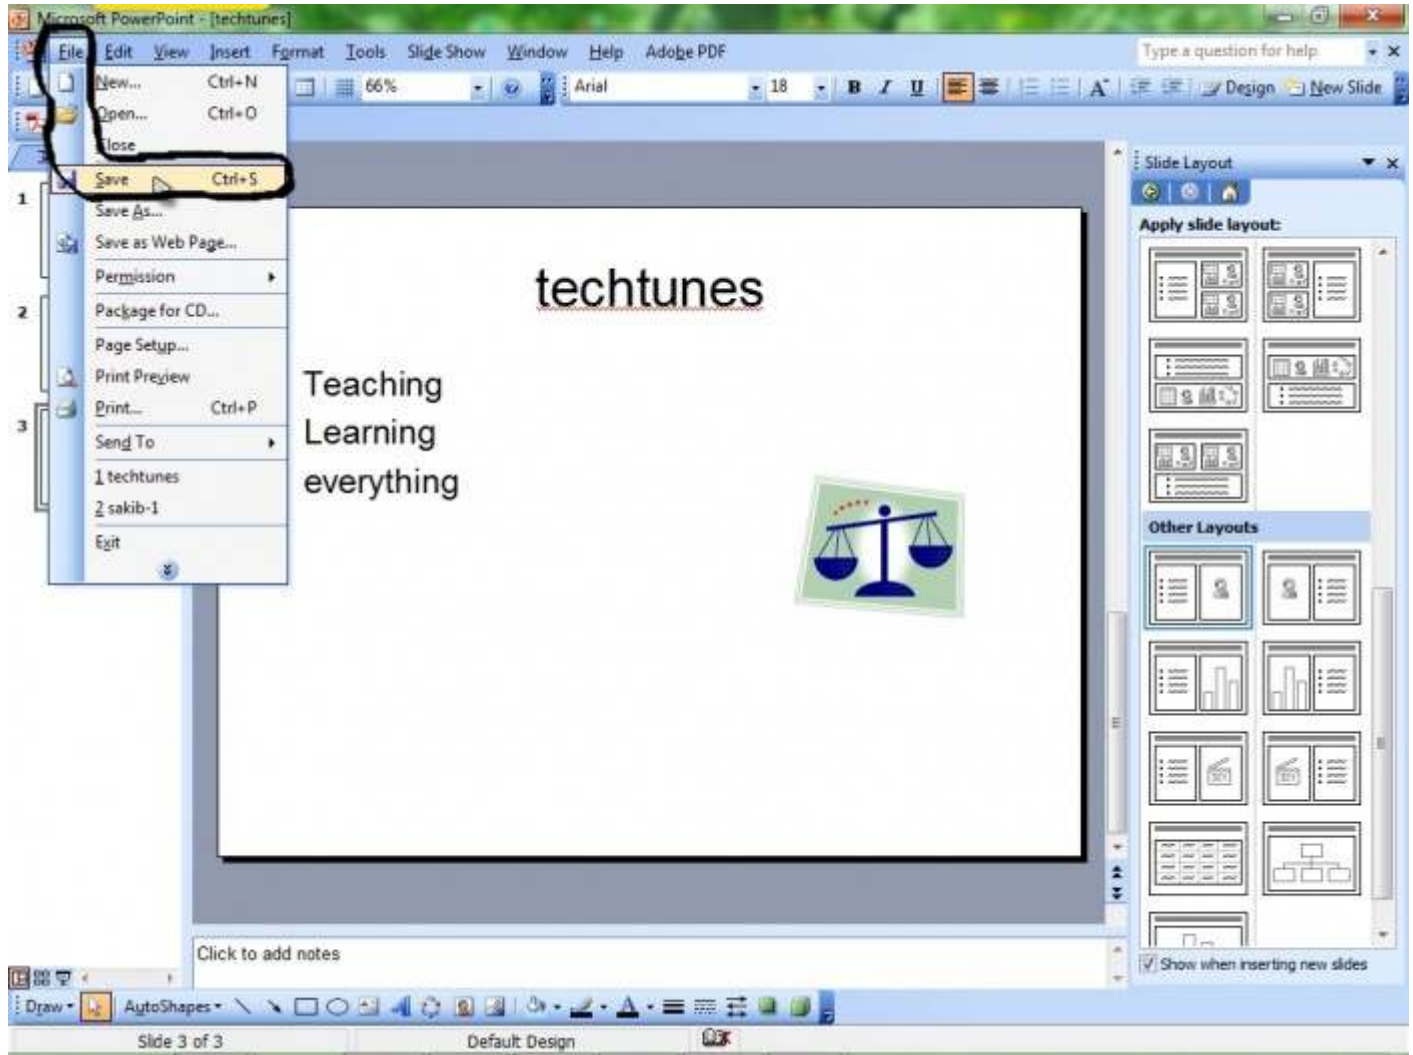 Microsoft PowerPoint - [techtunes]
File Edit View Insert Format Tools Slide Show Window Help Adobe PDF
Type a question for help
66%
Arial
18
B I U
A
Design
New Slide
New... Ctrl+N
Open... Ctrl+O
Close
Save Ctrl+S
Save As...
Save as Web Page...
Permission
Package for CD...
Page Setup...
Print Preview
Print... Ctrl+P
Send To
1 techtunes
2 sakib-1
Exit
1
2
3
techtunes
Teaching
Learning
everything
Slide Layout
Apply slide layout:
Other Layouts
Show when inserting new slides
Click to add notes
Draw
AutoShapes
A
Slide 3 of 3
Default Design